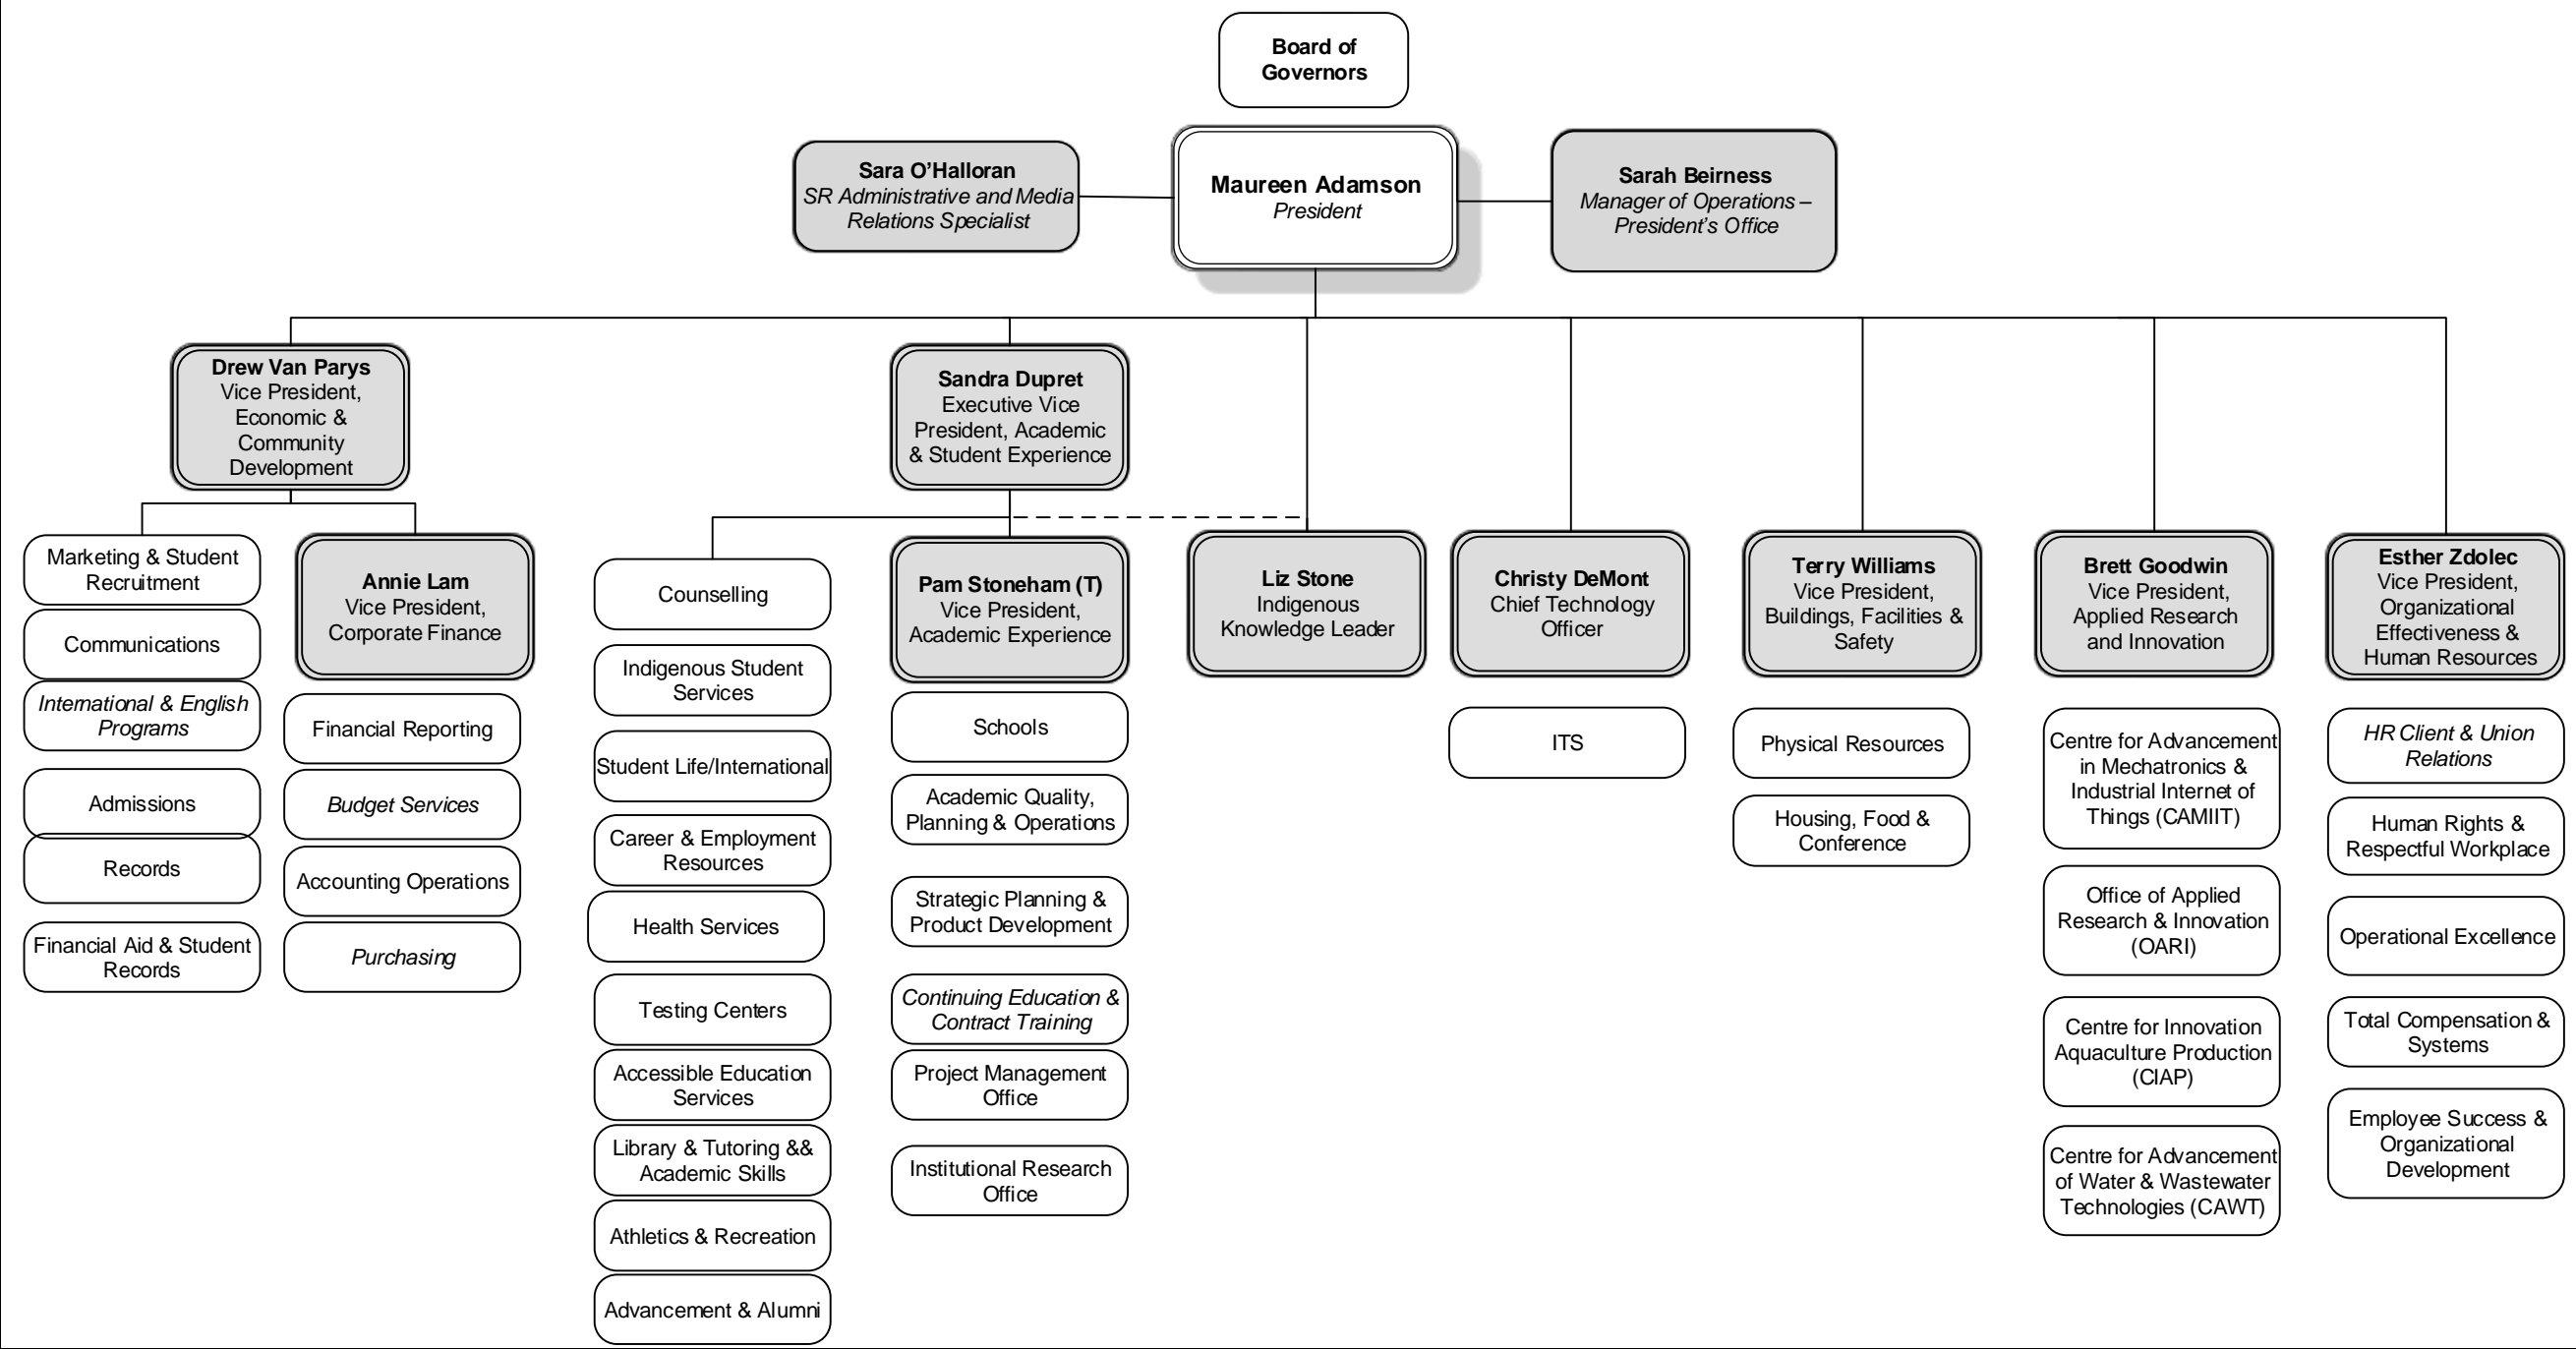 Board of
Governors
Sara O’Halloran
SR Administrative and Media
Relations Specialist
Maureen Adamson
President
Sarah Beirness
Manager of Operations –
President’s Office
Drew Van Parys
Vice President,
Economic &
Community
Development
Sandra Dupret
Executive Vice
President, Academic
& Student Experience
Marketing & Student
Recruitment
Communications
International & English
Programs
Admissions
Records
Financial Aid & Student
Records
Annie Lam
Vice President,
Corporate Finance
Financial Reporting
Budget Services
Accounting Operations
Purchasing
Counselling
Indigenous Student
Services
Student Life/International
Career & Employment
Resources
Health Services
Testing Centers
Accessible Education
Services
Library & Tutoring &&
Academic Skills
Athletics & Recreation
Advancement & Alumni
Pam Stoneham (T)
Vice President,
Academic Experience
Schools
Academic Quality,
Planning & Operations
Strategic Planning &
Product Development
Continuing Education &
Contract Training
Project Management
Office
Institutional Research
Office
Liz Stone
Indigenous
Knowledge Leader
Christy DeMont
Chief Technology
Officer
ITS
Terry Williams
Vice President,
Buildings, Facilities &
Safety
Physical Resources
Housing, Food &
Conference
Brett Goodwin
Vice President,
Applied Research
and Innovation
Centre for Advancement
in Mechatronics &
Industrial Internet of
Things (CAMIIT)
Office of Applied
Research & Innovation
(OARI)
Centre for Innovation
Aquaculture Production
(CIAP)
Centre for Advancement
of Water & Wastewater
Technologies (CAWT)
Esther Zdolec
Vice President,
Organizational
Effectiveness &
Human Resources
HR Client & Union
Relations
Human Rights &
Respectful Workplace
Operational Excellence
Total Compensation &
Systems
Employee Success &
Organizational
Development